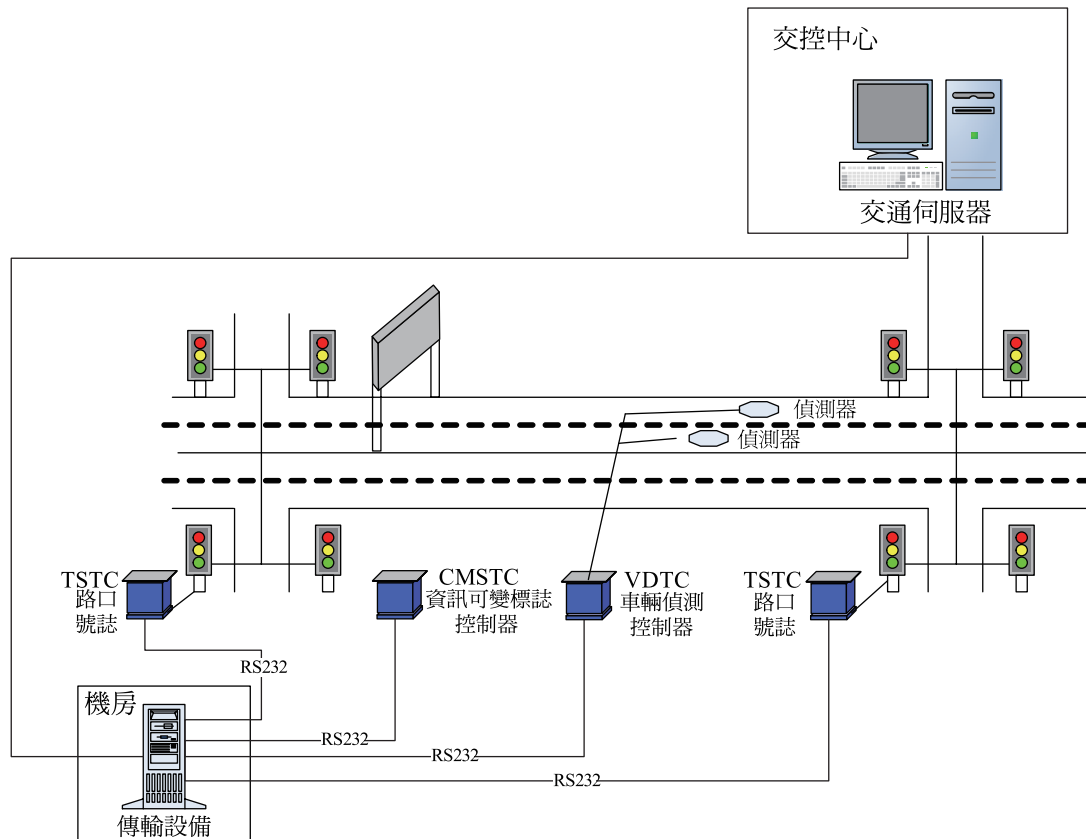 交控中心
交通伺服器
偵測器
偵測器
TSTC
路口
號誌
CMSTC
資訊可變標誌
控制器
VDTC
車輛偵測
控制器
TSTC
路口
號誌
RS232
機房
RS232
RS232
RS232
傳輸設備